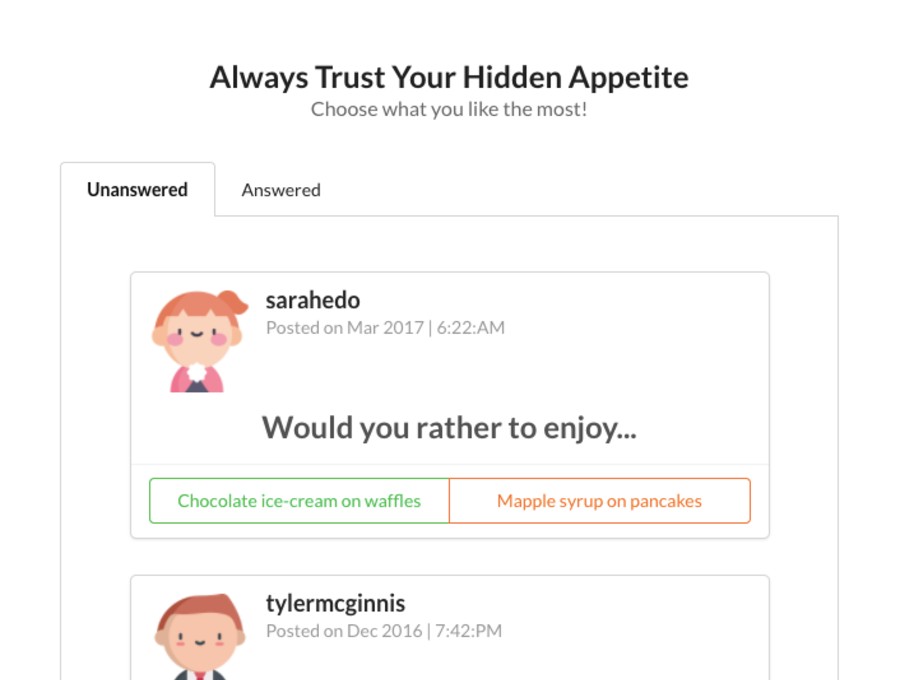 Always Trust Your Hidden Appetite
Choose what you like the most!
Unanswered
Answered
sarahedo
Posted on Mar 2017 | 6:22:AM
Would you rather to enjoy...
Chocolate ice-cream on waffles
Mapple syrup on pancakes
tylermcginnis
Posted on Dec 2016 | 7:42:PM